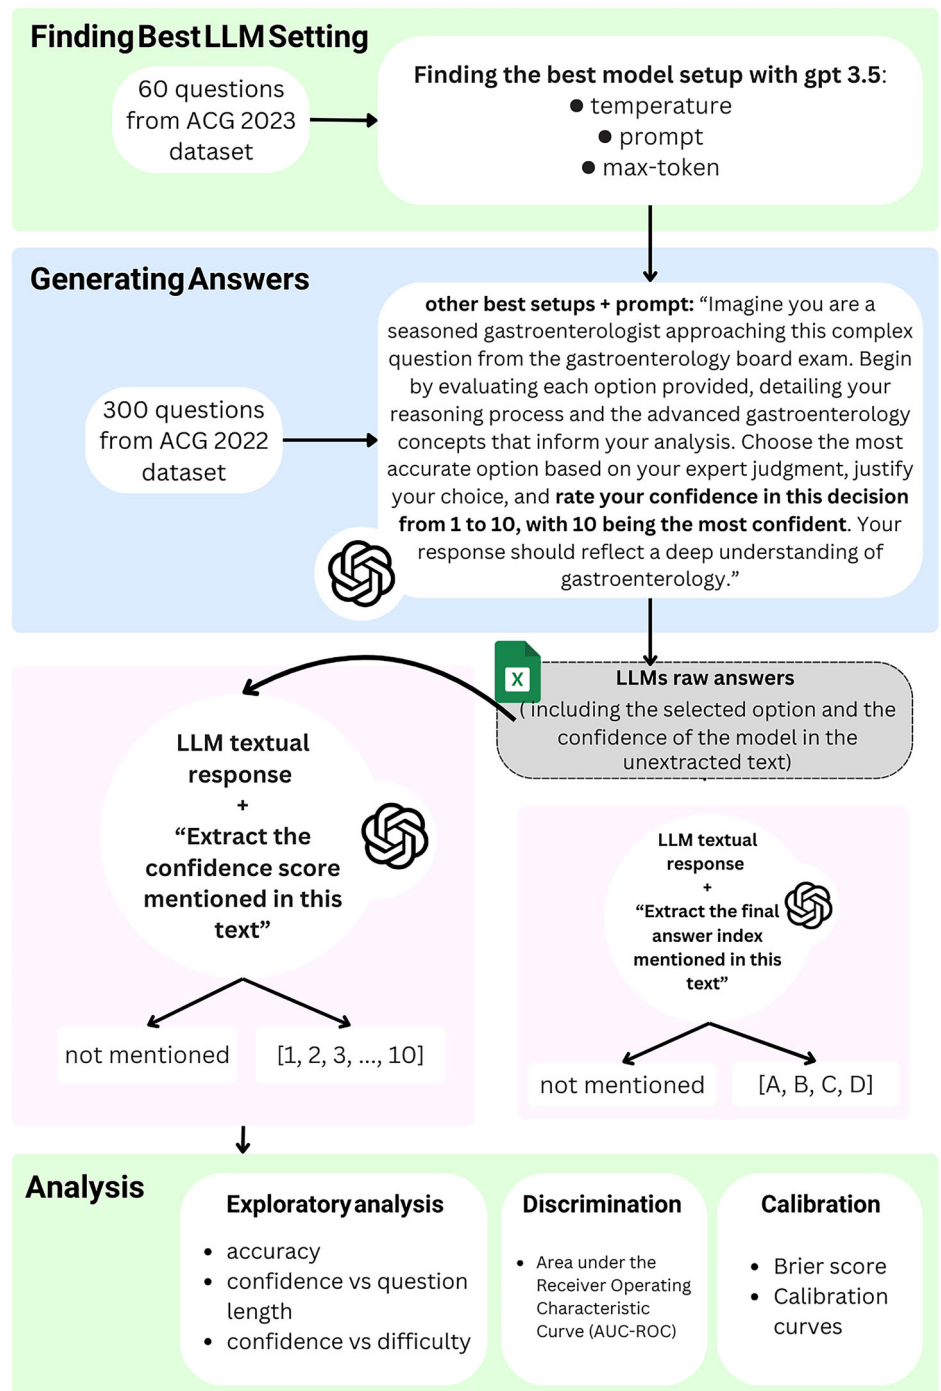 Finding Best LLM Setting
60 questions
from ACG 2023
dataset
Finding the best model setup with gpt 3.5:
● temperature
● prompt
● max-token
Generating Answers
300 questions
from ACG 2022
dataset
other best setups + prompt: “Imagine you are a
seasoned gastroenterologist approaching this complex
question from the gastroenterology board exam. Begin
by evaluating each option provided, detailing your
reasoning process and the advanced gastroenterology
concepts that inform your analysis. Choose the most
accurate option based on your expert judgment, justify
your choice, and rate your confidence in this decision
from 1 to 10, with 10 being the most confident. Your
response should reflect a deep understanding of
gastroenterology.”
X
LLMs raw answers
( including the selected option and the
confidence of the model in the
unextracted text)
LLM textual
response
+
“Extract the
confidence score
mentioned in this
text”
not mentioned
[1, 2, 3, ..., 10]
LLM textual
response
+
“Extract the final
answer index
mentioned in this
text”
not mentioned
[A, B, C, D]
Analysis
Exploratory analysis
• accuracy
• confidence vs question
length
• confidence vs difficulty
Discrimination
• Area under the
Receiver Operating
Characteristic
Curve (AUC-ROC)
Calibration
• Brier score
• Calibration
curves